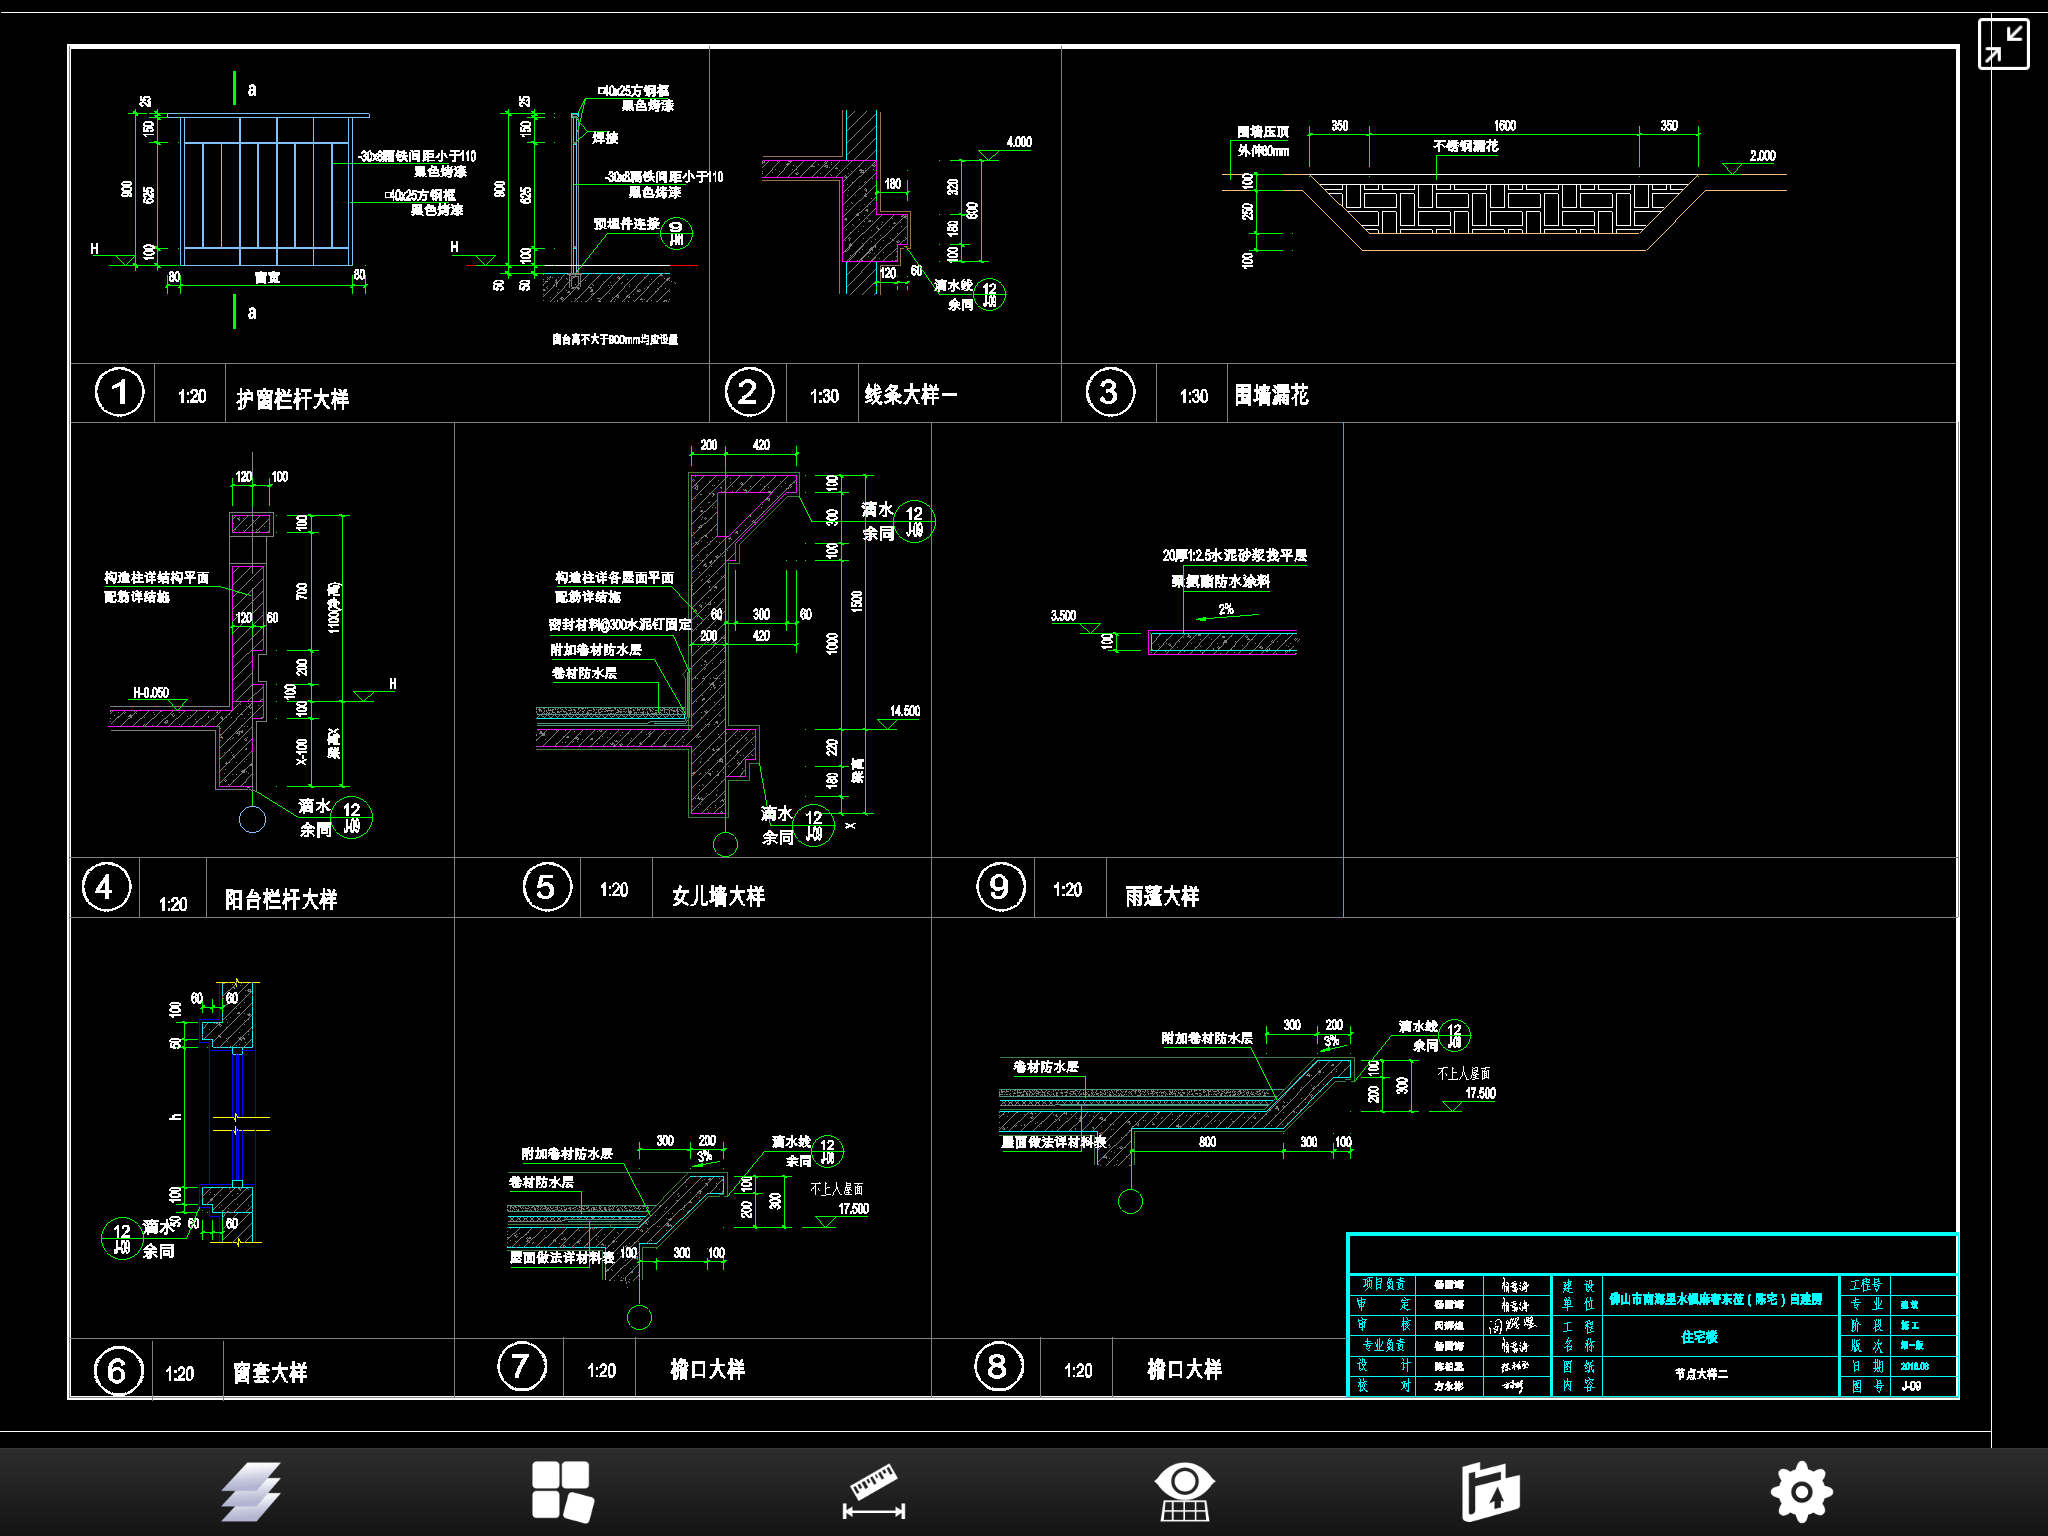 a
25
150
900
625
100
H
80
窗宽
80
a
-30x6扁铁间距小于110
黑色烤漆
□40x25方钢框
黑色烤漆
25
150
900
625
100
50
50
H
□40x25方钢框
黑色烤漆
焊接
-30x6扁铁间距小于110
黑色烤漆
预埋件连接
窗台高不大于900mm均应设置
1
1:20
护窗栏杆大样
4.000
180
220
600
180
100
120
60
滴水线
余同
12
J-09
2
1:30
线条大样一
围墙压顶
外伸60mm
350
1600
350
不锈钢漏花
2.000
100
250
100
3
1:30
围墙漏花
120
100
100
700
1100(净高)
构造柱详结构平面
配筋详结施
120
60
200
100
100
H
H-0.050
X-100
梁高X
滴水
余同
12
J-09
4
1:20
阳台栏杆大样
200
420
100
300
100
滴水
余同
12
J-09
构造柱详各屋面平面
配筋详结施
60
300
60
1500
密封材料@300水泥钉固定
200
420
1000
附加卷材防水层
卷材防水层
14.500
220
180
梁高
X
滴水
余同
12
J-09
5
1:20
女儿墙大样
20厚1:2.5水泥砂浆找平层
聚氨酯防水涂料
2%
3.500
100
9
1:20
雨蓬大样
60
60
100
50
h
100
50
60
60
滴水
余同
12
J-09
6
1:20
窗套大样
300
200
3%
滴水线
余同
12
J-09
附加卷材防水层
卷材防水层
100
200
300
不上人屋面
17.500
屋面做法详材料表
100
300
100
7
1:20
檐口大样
300
200
3%
滴水线
余同
12
J-09
附加卷材防水层
卷材防水层
100
200
300
不上人屋面
17.500
屋面做法详材料表
800
300
100
8
1:20
檐口大样
项目负责
审 定
审 核
专业负责
设 计
校 对
方永彬
建 设
单 位
工 程
名 称
住宅楼
图 纸
内 容
节点大样二
工程号
专 业
建筑
阶 段
施工
版 次
第一版
日 期
2018.08
图 号
J-09